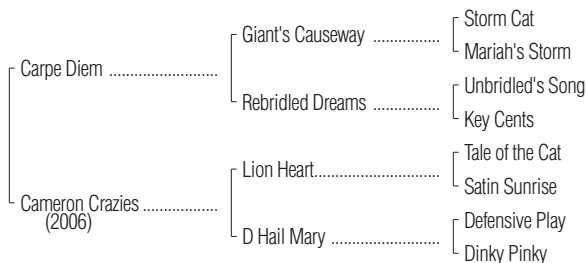 Storm Cat
Giant's Causeway ..................
Mariah's Storm
Carpe Diem ........................
Unbridled's Song
Rebridled Dreams ...................
Key Cents
Tale of the Cat
Lion Heart...........................
Satin Sunrise
Cameron Crazies .................
(2006)
Defensive Play
D Hail Mary ........................
Dinky Pinky